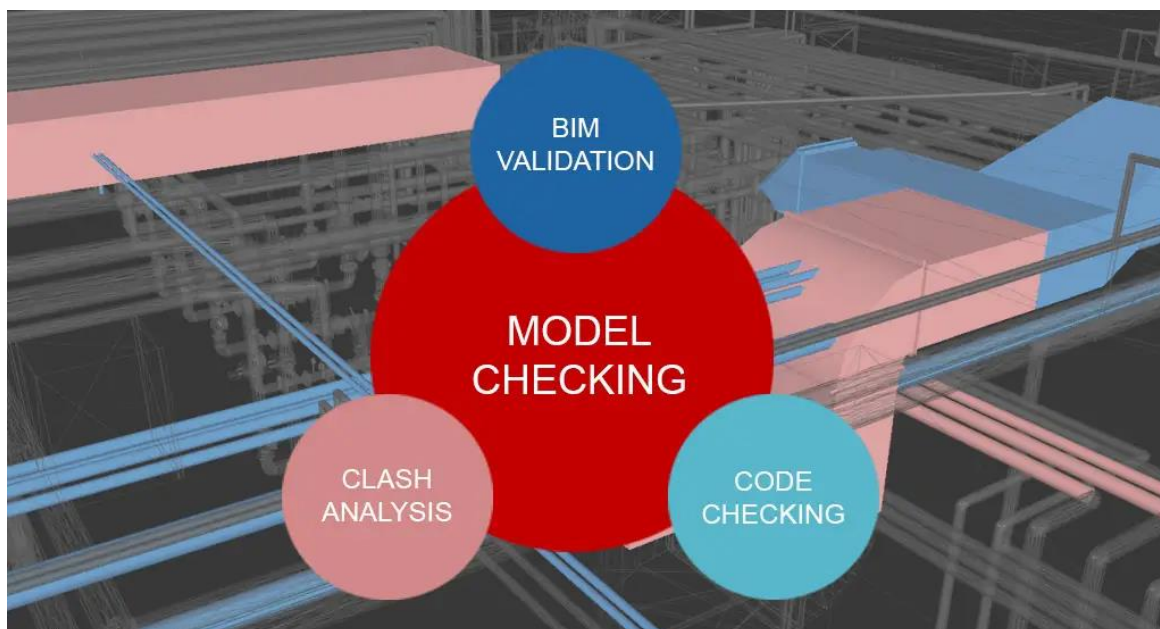 BIM
VALIDATION
MODEL
CHECKING
CLASH
ANALYSIS
CODE
CHECKING